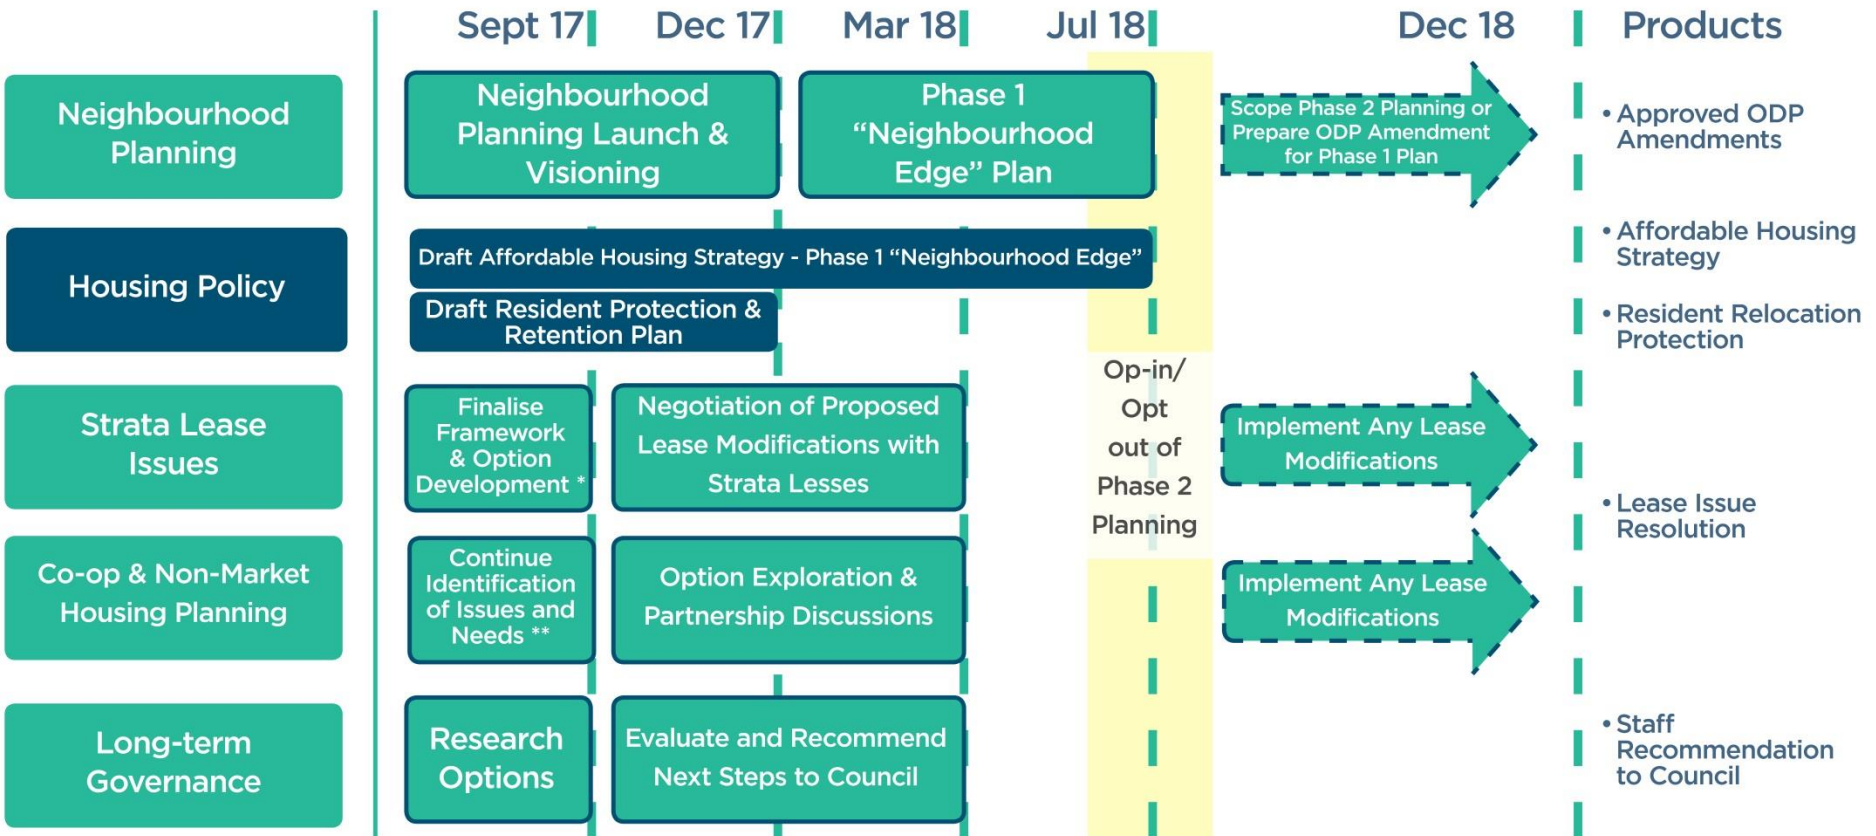 Sept 17
Dec 17
Mar 18
Jul 18
Dec 18
Products
Neighbourhood
Planning
Neighbourhood
Planning Launch &
Visioning
Phase 1
“Neighbourhood
Edge” Plan
Scope Phase 2 Planning or
Prepare ODP Amendment
for Phase 1 Plan
• Approved ODP
Amendments
Housing Policy
Draft Affordable Housing Strategy - Phase 1 “Neighbourhood Edge”
Draft Resident Protection &
Retention Plan
• Affordable Housing
Strategy
• Resident Relocation
Protection
Op-in/
Opt
out of
Phase 2
Planning
Strata Lease
Issues
Finalise
Framework
& Option
Development *
Negotiation of Proposed
Lease Modifications with
Strata Lesses
Implement Any Lease
Modifications
• Lease Issue
Resolution
Co-op & Non-Market
Housing Planning
Continue
Identification
of Issues and
Needs **
Option Exploration &
Partnership Discussions
Implement Any Lease
Modifications
Long-term
Governance
Research
Options
Evaluate and Recommend
Next Steps to Council
• Staff
Recommendation
to Council